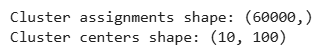 Cluster assignments shape: (60000,)
Cluster centers shape: (10, 100)